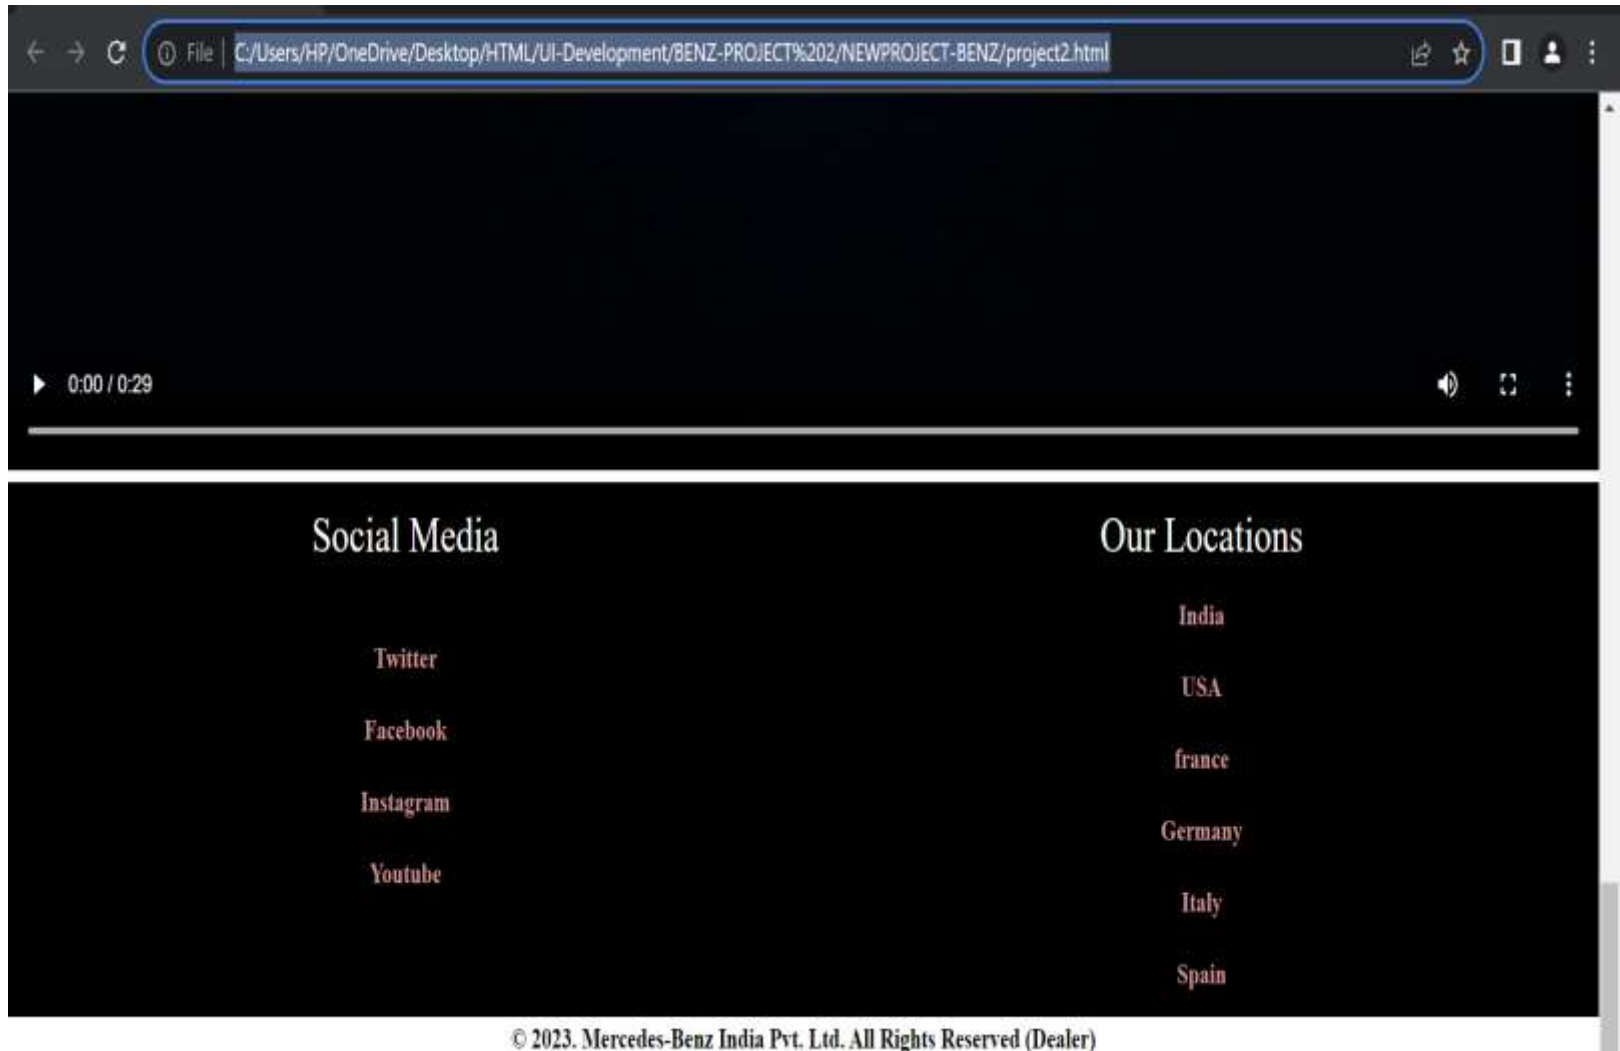 File | C:/Users/HP/OneDrive/Desktop/HTML/UI-Development/BENZ-PROJECT%202/NEWPROJECT-BENZ/project2.html
0:00 / 0:29
Social Media
Twitter
Facebook
Instagram
Youtube
Our Locations
India
USA
france
Germany
Italy
Spain
© 2023. Mercedes-Benz India Pvt. Ltd. All Rights Reserved (Dealer)